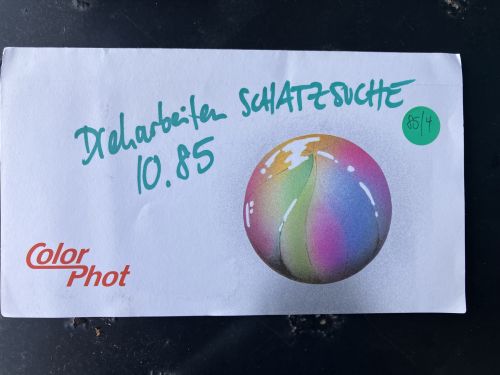 Dreharbeiten SCHATZSUCHE
10.85
85/4
Color
Phot